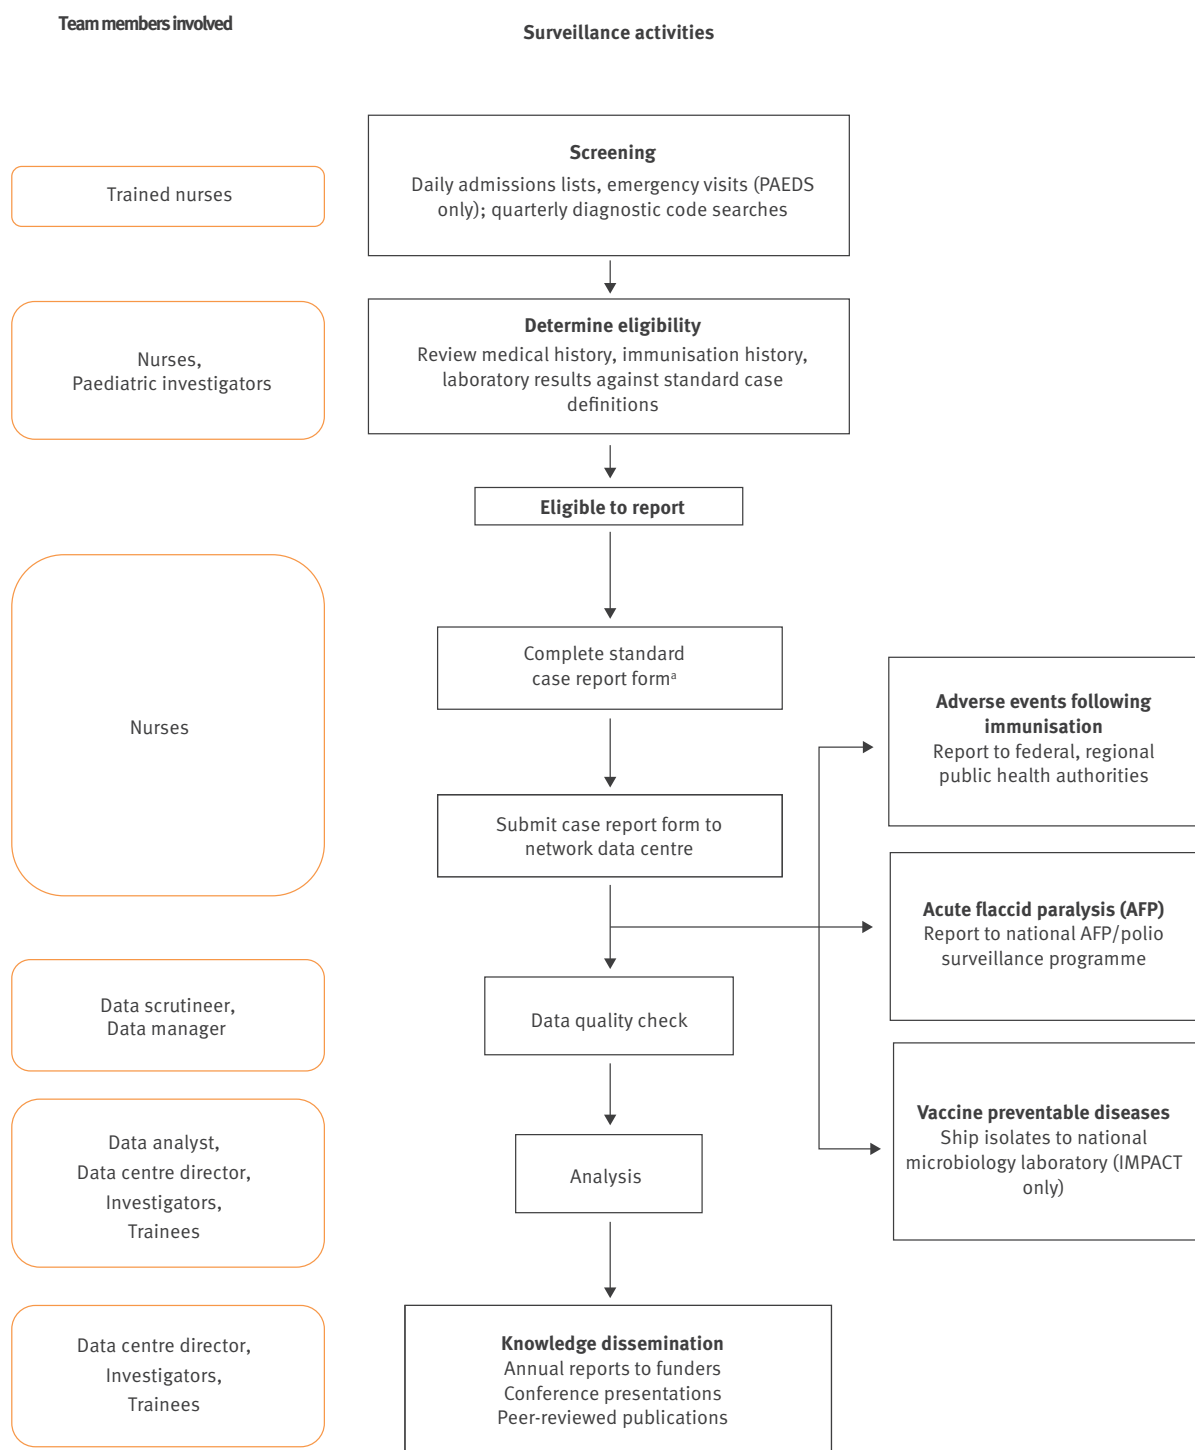 Team members involved
Surveillance activities
Trained nurses
Screening
Daily admissions lists, emergency visits (PAEDS
only); quarterly diagnostic code searches
Nurses,
Paediatric investigators
Determine eligibility
Review medical history, immunisation history,
laboratory results against standard case
definitions
Eligible to report
Nurses
Complete standard
case report formᵃ
Submit case report form to
network data centre
Adverse events following
immunisation
Report to federal, regional
public health authorities
Acute flaccid paralysis (AFP)
Report to national AFP/polio
surveillance programme
Vaccine preventable diseases
Ship isolates to national
microbiology laboratory (IMPACT
only)
Data scrutineer,
Data manager
Data quality check
Data analyst,
Data centre director,
Investigators,
Trainees
Analysis
Data centre director,
Investigators,
Trainees
Knowledge dissemination
Annual reports to funders
Conference presentations
Peer-reviewed publications